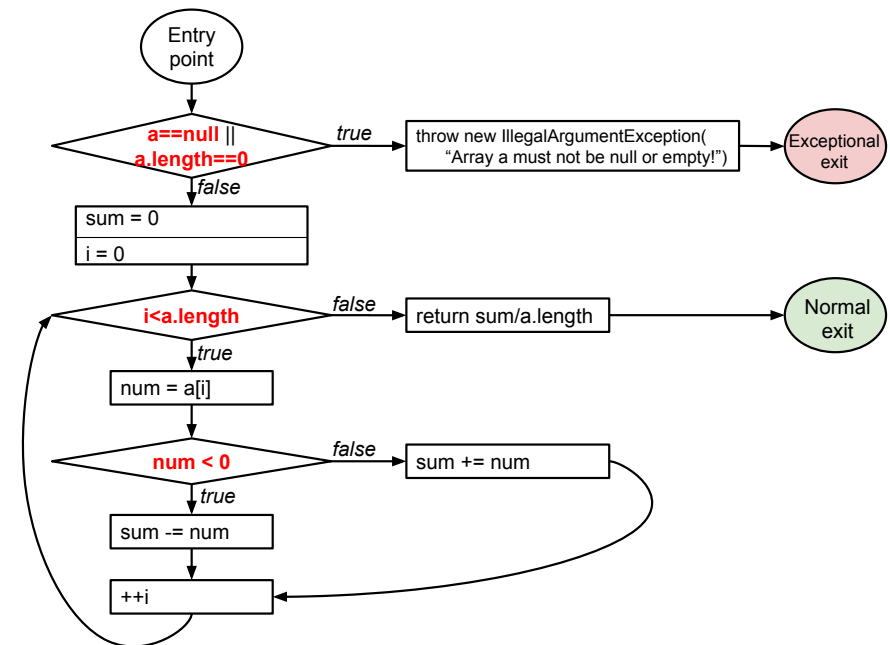 Entry
point
a==null ||
a.length==0
true
throw new IllegalArgumentException(
“Array a must not be null or empty!”)
Exceptional
exit
false
sum = 0
i = 0
i<a.length
false
return sum/a.length
Normal
exit
true
num = a[i]
num < 0
false
sum += num
true
sum -= num
++i